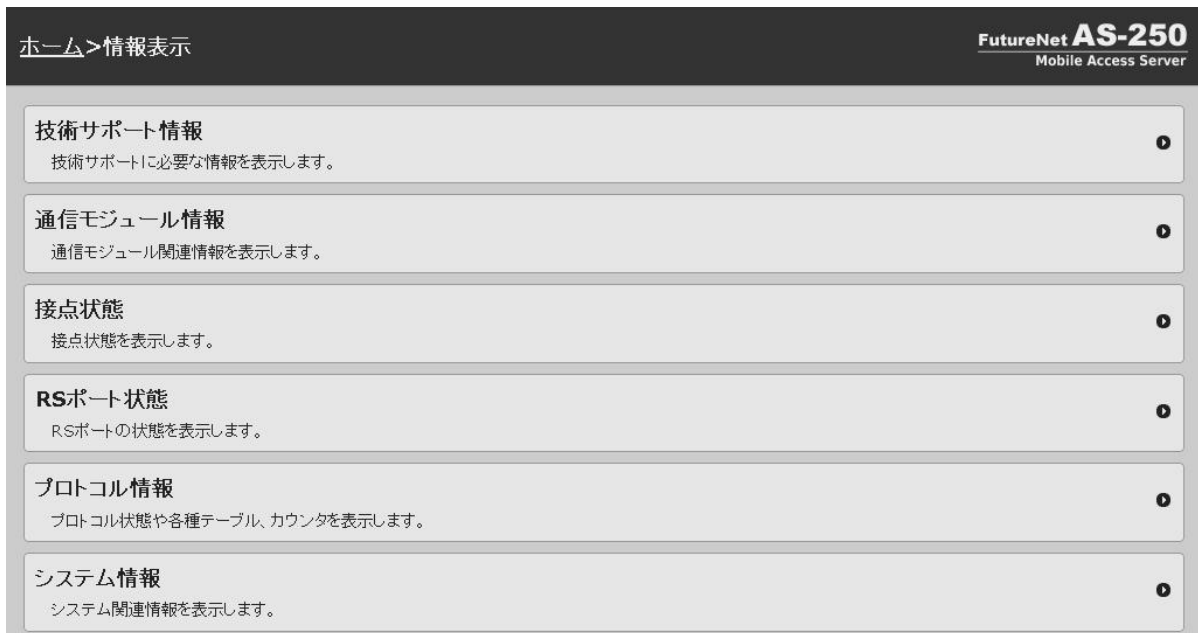 ホーム>情報表示
FutureNet AS-250
Mobile Access Server
技術サポート情報
技術サポートに必要な情報を表示します。
通信モジュール情報
通信モジュール関連情報を表示します。
接点状態
接点状態を表示します。
RSポート状態
RSポートの状態を表示します。
プロトコル情報
プロトコル状態や各種テーブル、カウンタを表示します。
システム情報
システム関連情報を表示します。